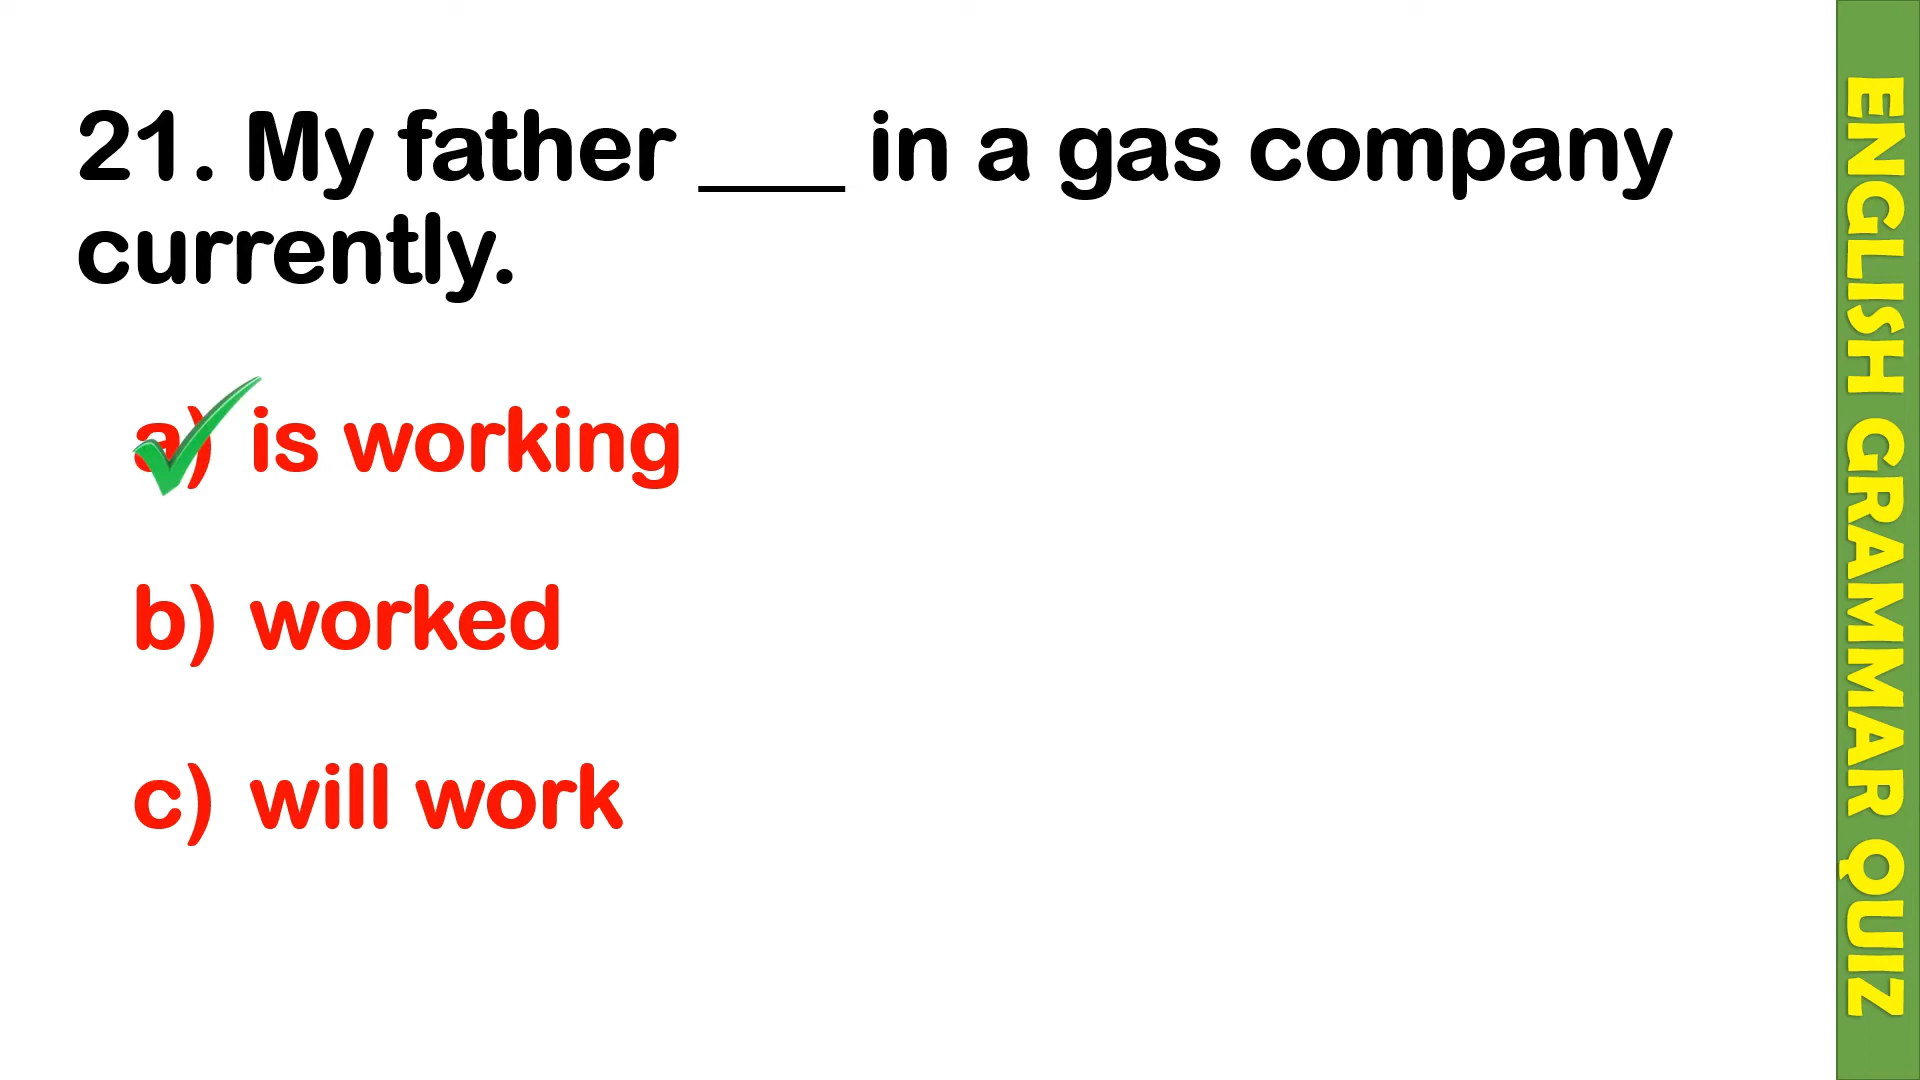 21. My father ___ in a gas company
currently.
a) is working
b) worked
c) will work
ENGLISH GRAMMAR QUIZ